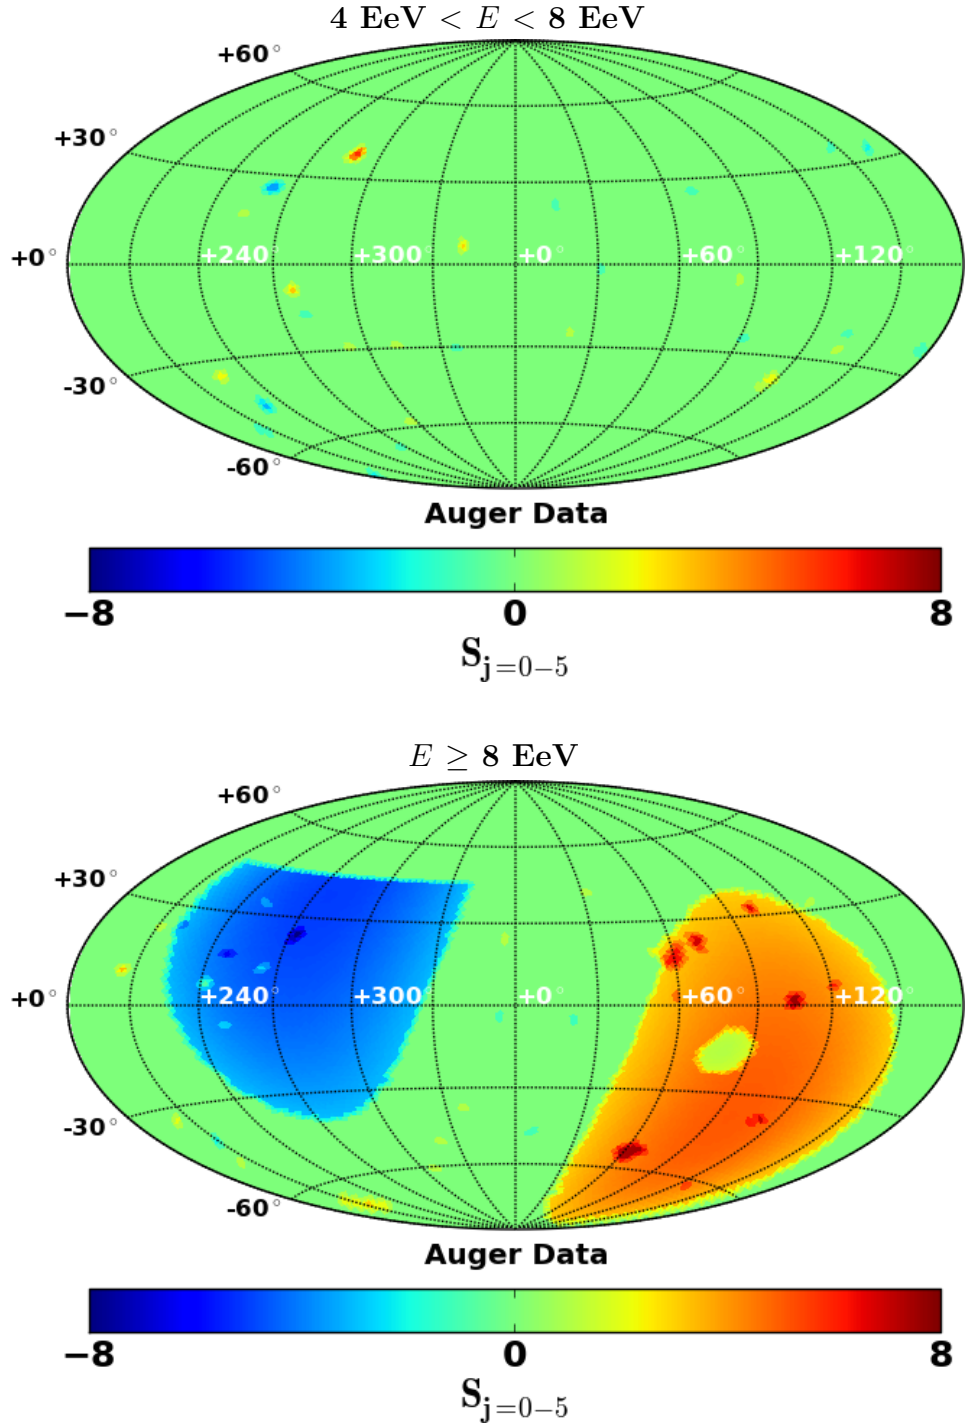 4 EeV < E < 8 EeV
+60°
+30°
+0° +240° +300° +0° +60° +120°
-30°
-60°
Auger Data
−8 0 8
S_{j=0−5}
E ≥ 8 EeV
+60°
+30°
+0° +240° +300° +0° +60° +120°
-30°
-60°
Auger Data
−8 0 8
S_{j=0−5}